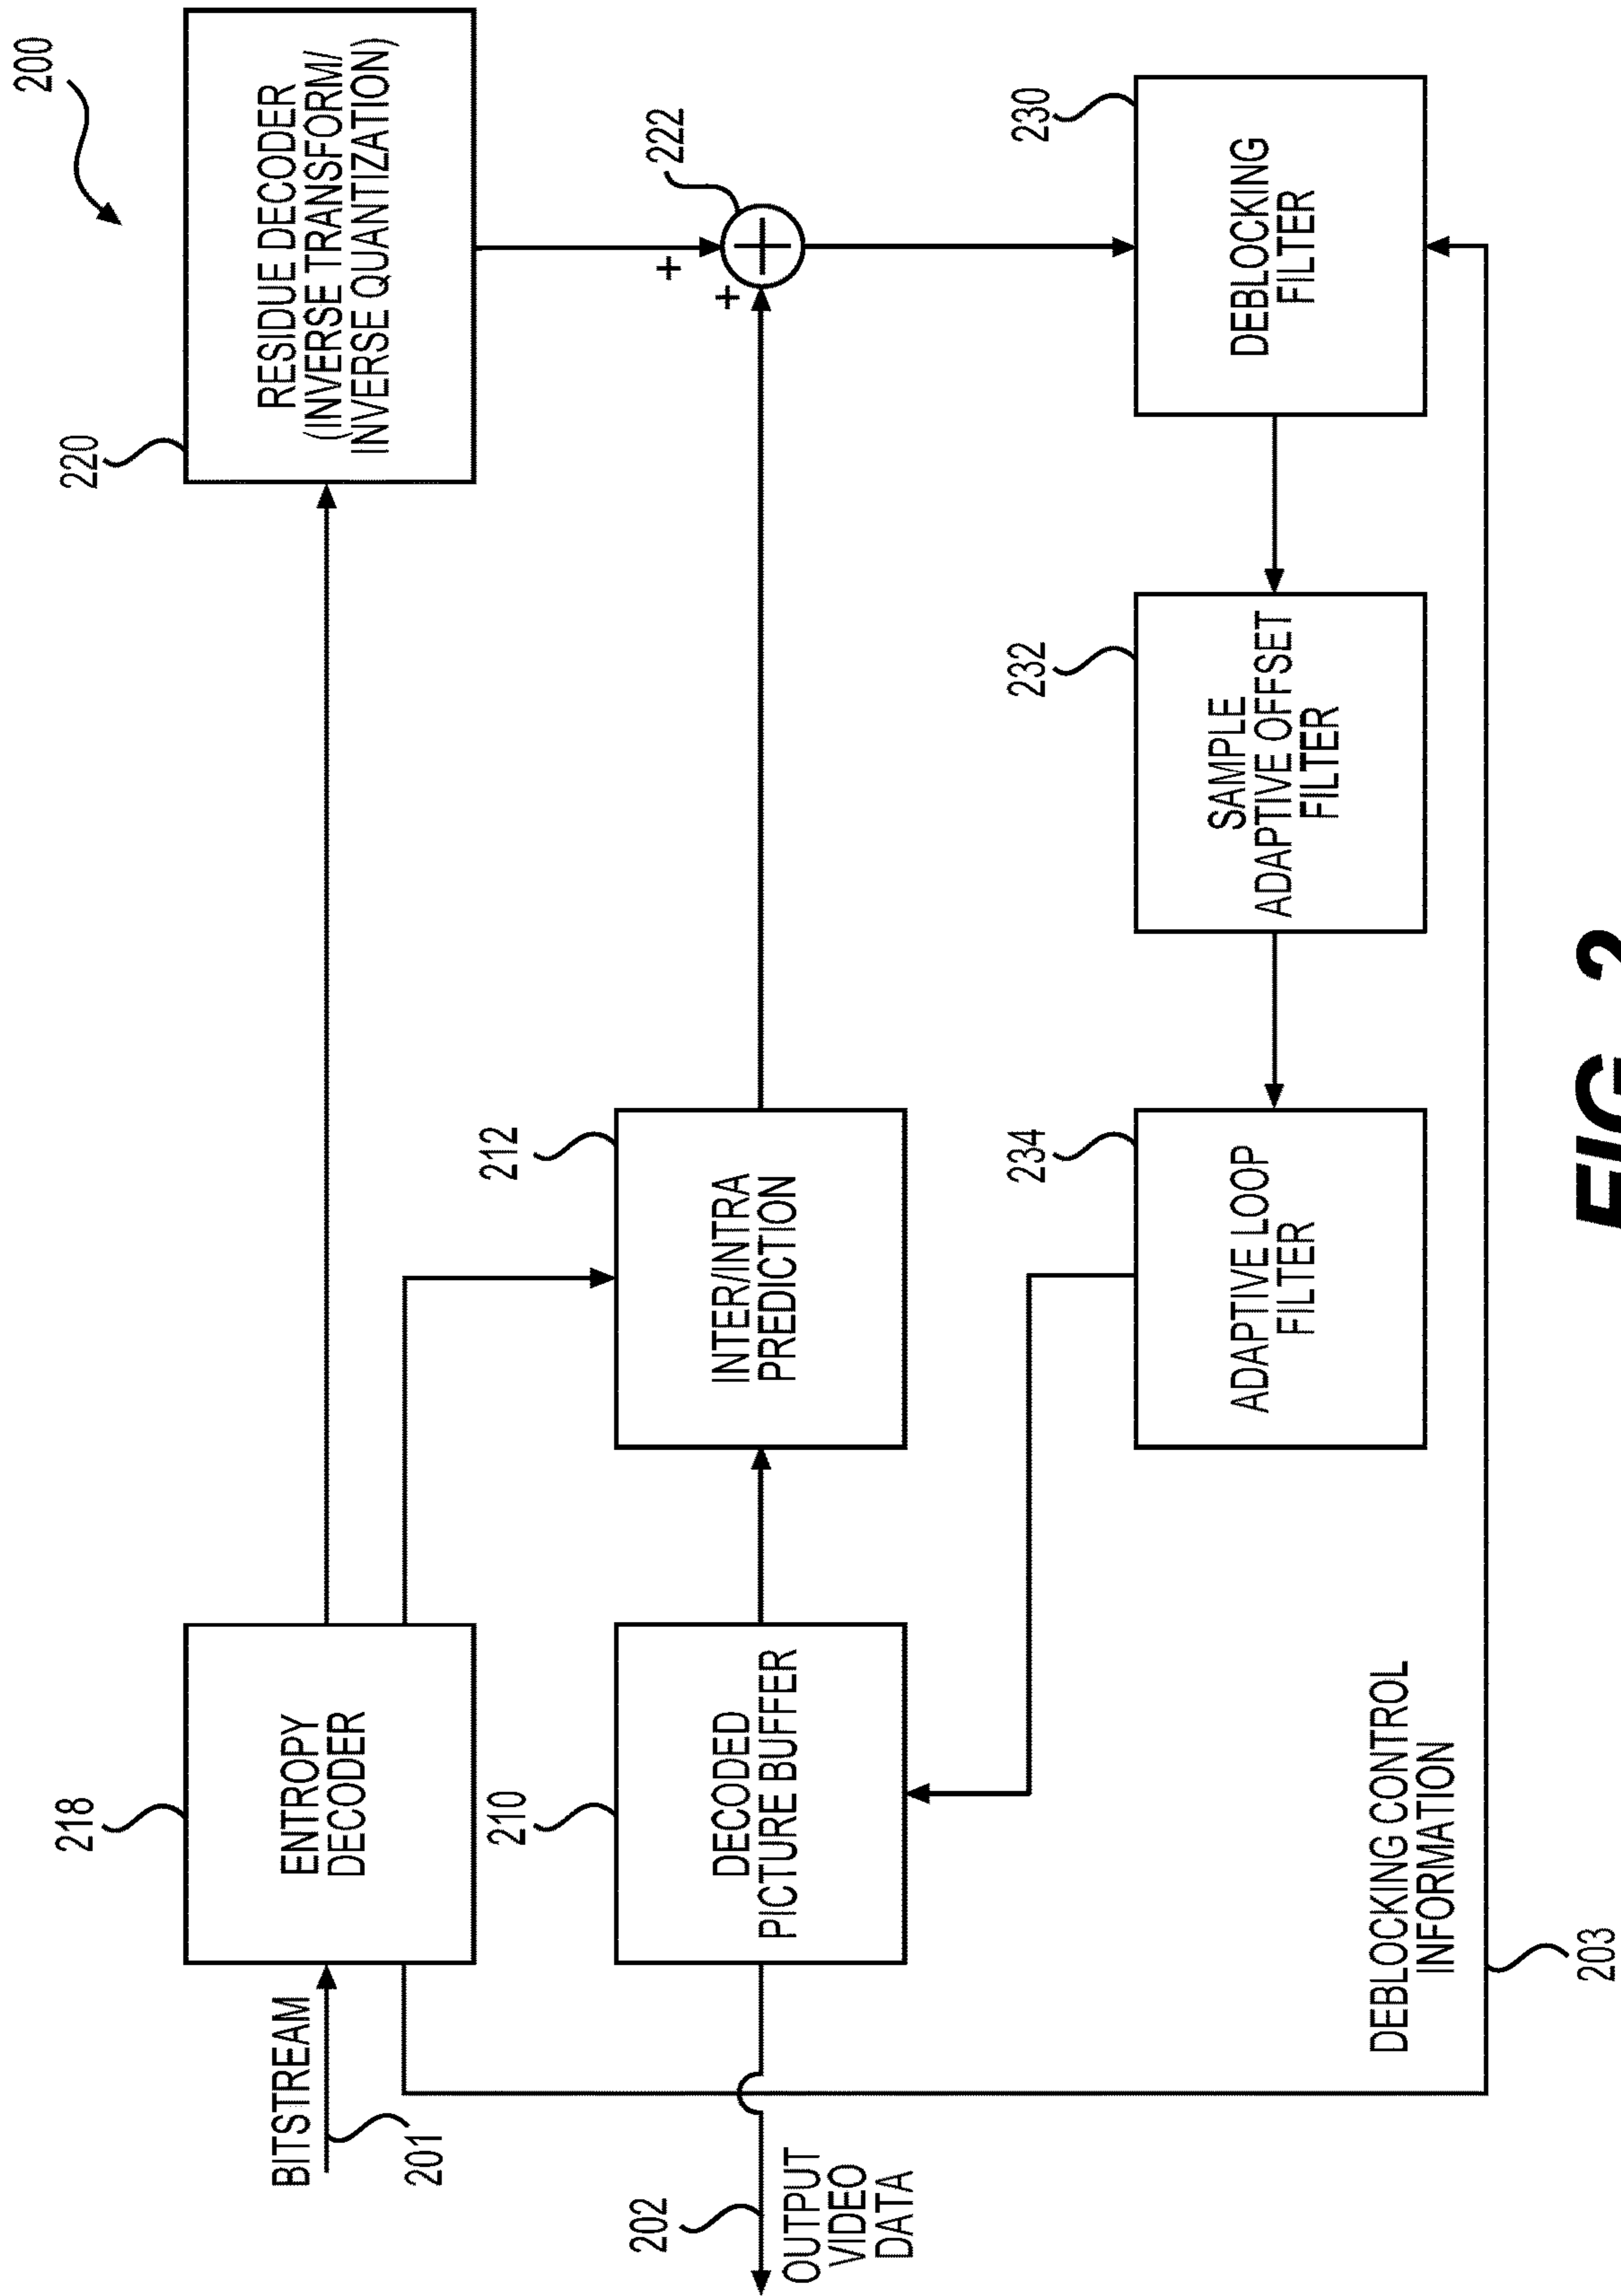 200
220
RESIDUE DECODER
(INVERSE TRANSFORM/
INVERSE QUANTIZATION)
218
ENTROPY
DECODER
BITSTREAM
201
222
+
+
212
INTER/INTRA
PREDICTION
210
DECODED
PICTURE BUFFER
202
OUTPUT
VIDEO
DATA
230
DEBLOCKING
FILTER
232
SAMPLE
ADAPTIVE OFFSET
FILTER
234
ADAPTIVE LOOP
FILTER
DEBLOCKING CONTROL
INFORMATION
203
FIG. 2